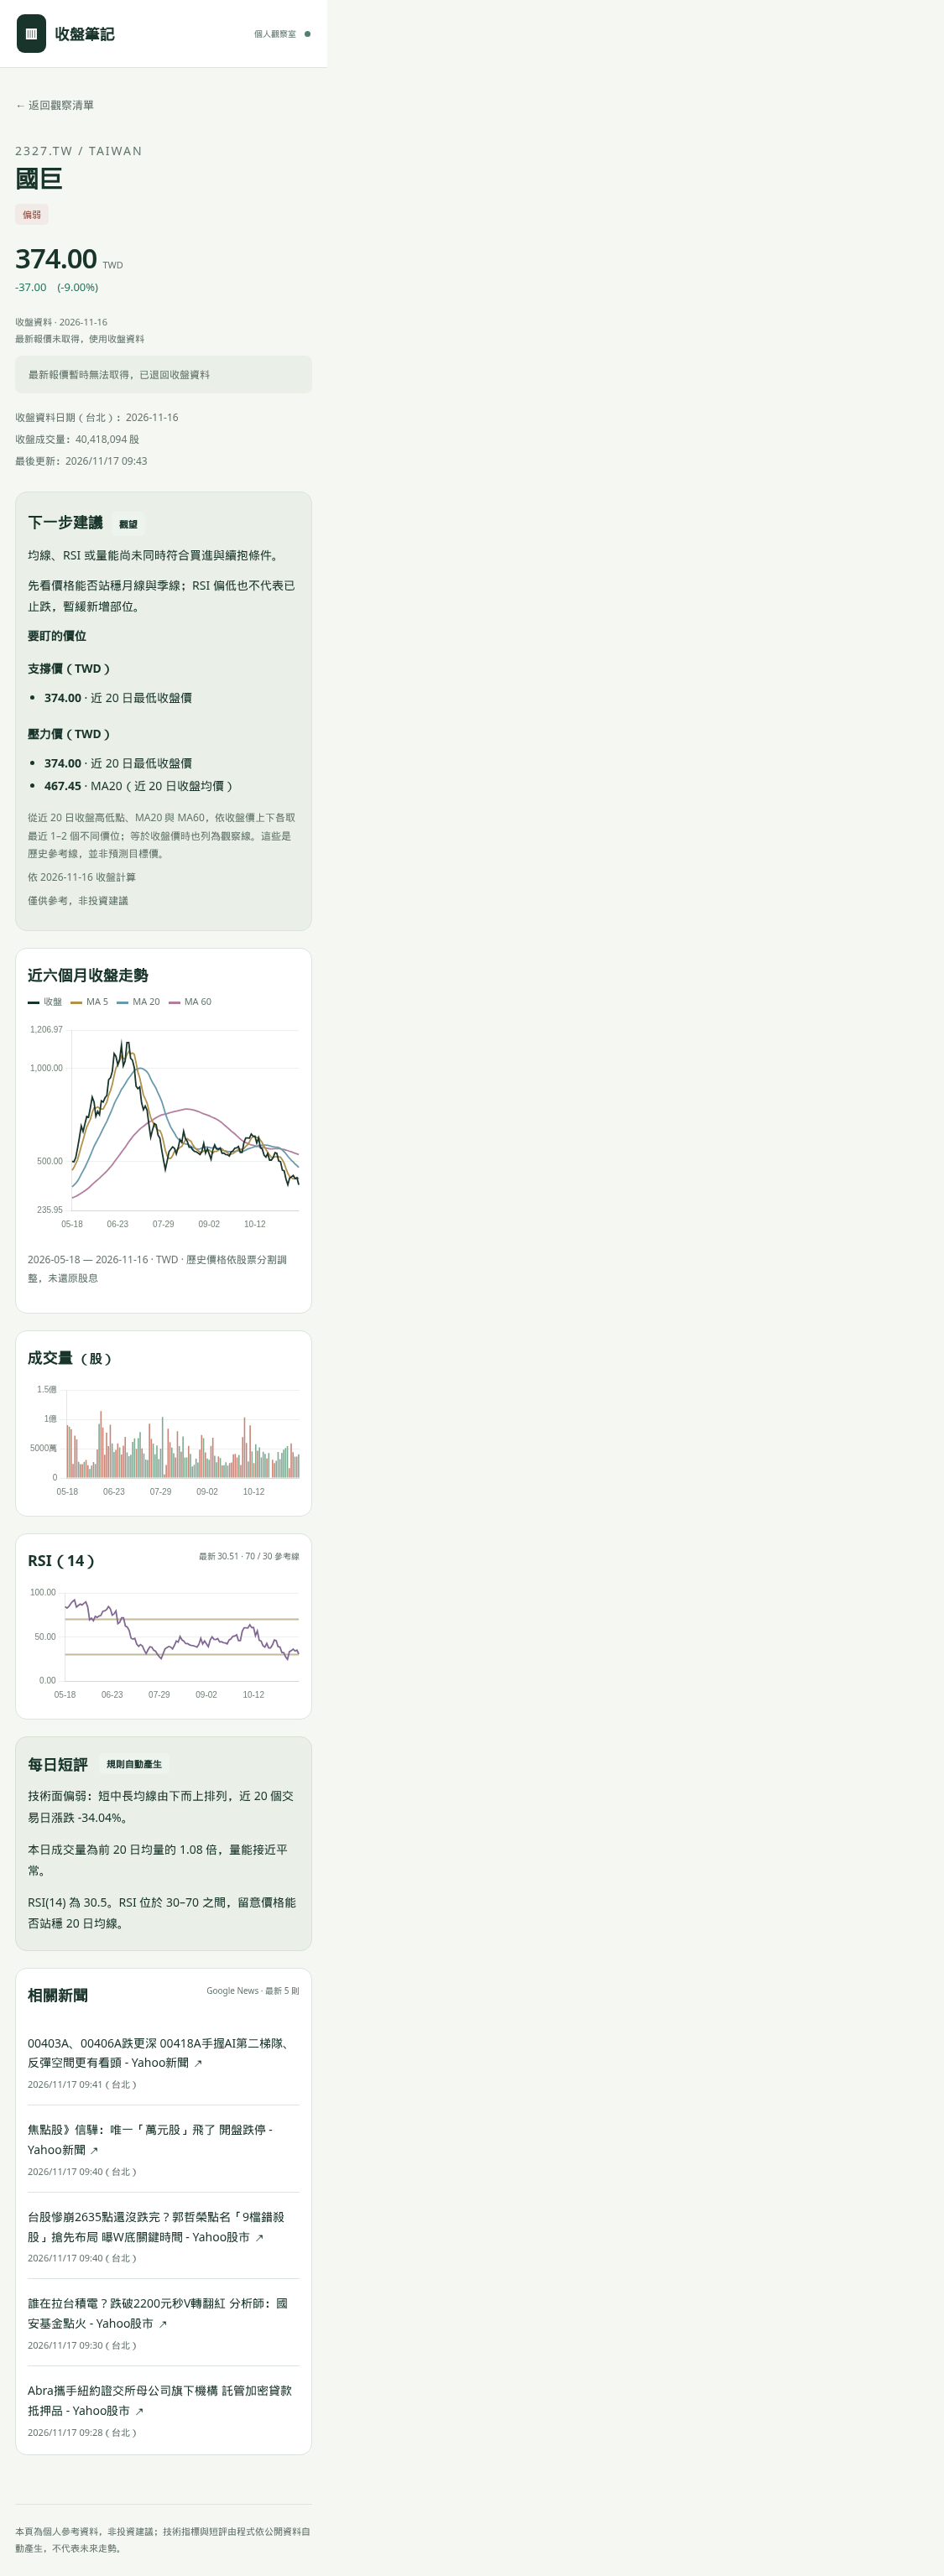 收盤筆記
個人觀察室
← 返回觀察清單
2327.TW / TAIWAN
國巨
偏弱
374.00 TWD
-37.00 (-9.00%)
收盤資料 · 2026-11-16
最新報價未取得，使用收盤資料
最新報價暫時無法取得，已退回收盤資料
收盤資料日期（台北）：2026-11-16
收盤成交量：40,418,094 股
最後更新：2026/11/17 09:43
下一步建議 觀望
均線、RSI 或量能尚未同時符合買進與續抱條件。
先看價格能否站穩月線與季線；RSI 偏低也不代表已
止跌，暫緩新增部位。
要盯的價位
支撐價（TWD）
• 374.00 · 近 20 日最低收盤價
壓力價（TWD）
• 374.00 · 近 20 日最低收盤價
• 467.45 · MA20（近 20 日收盤均價）
從近 20 日收盤高低點、MA20 與 MA60，依收盤價上下各取
最近 1–2 個不同價位；等於收盤價時也列為觀察線。這些是
歷史參考線，並非預測目標價。
依 2026-11-16 收盤計算
僅供參考，非投資建議
近六個月收盤走勢
收盤 MA 5 MA 20 MA 60
1,206.97
1,000.00
500.00
235.95
05-18 06-23 07-29 09-02 10-12
2026-05-18 — 2026-11-16 · TWD · 歷史價格依股票分割調
整，未還原股息
成交量（股）
1.5億
1億
5000萬
0
05-18 06-23 07-29 09-02 10-12
RSI（14）
最新 30.51 · 70 / 30 參考線
100.00
50.00
0.00
05-18 06-23 07-29 09-02 10-12
每日短評 規則自動產生
技術面偏弱：短中長均線由下而上排列，近 20 個交
易日漲跌 -34.04%。
本日成交量為前 20 日均量的 1.08 倍，量能接近平
常。
RSI(14) 為 30.5。RSI 位於 30–70 之間，留意價格能
否站穩 20 日均線。
相關新聞
Google News · 最新 5 則
00403A、00406A跌更深 00418A手握AI第二梯隊、
反彈空間更有看頭 - Yahoo新聞 ↗
2026/11/17 09:41（台北）
焦點股》信驊：唯一「萬元股」飛了 開盤跌停 -
Yahoo新聞 ↗
2026/11/17 09:40（台北）
台股慘崩2635點還沒跌完？郭哲榮點名「9檔錯殺
股」搶先布局 曝W底關鍵時間 - Yahoo股市 ↗
2026/11/17 09:40（台北）
誰在拉台積電？跌破2200元秒V轉翻紅 分析師：國
安基金點火 - Yahoo股市 ↗
2026/11/17 09:30（台北）
Abra攜手紐約證交所母公司旗下機構 託管加密貸款
抵押品 - Yahoo股市 ↗
2026/11/17 09:28（台北）
本頁為個人參考資料，非投資建議；技術指標與短評由程式依公開資料自
動產生，不代表未來走勢。